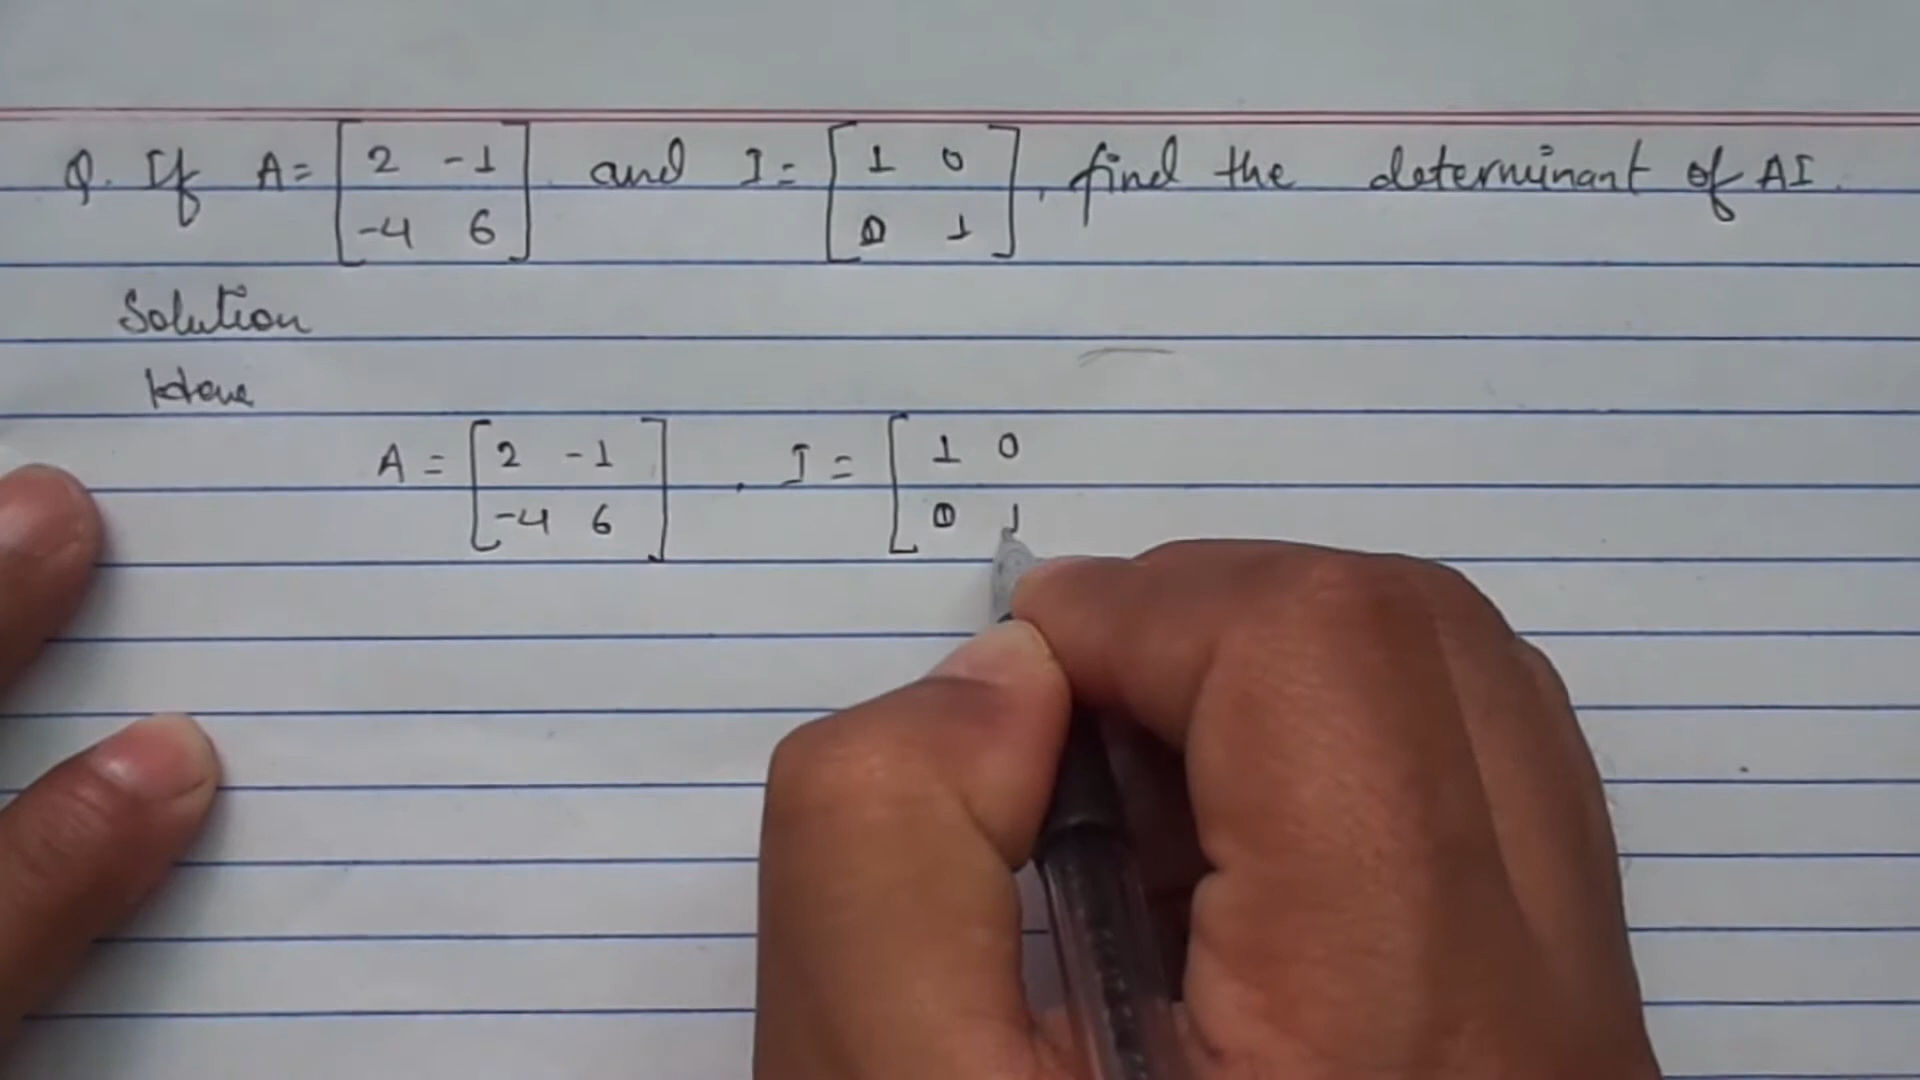 Q. If A = [2 -1 and I = [1 0 , find the determinant of AI.
-4 6] 0 1]
Solution
Here
A = [2 -1 , I = [1 0
-4 6] 0 1